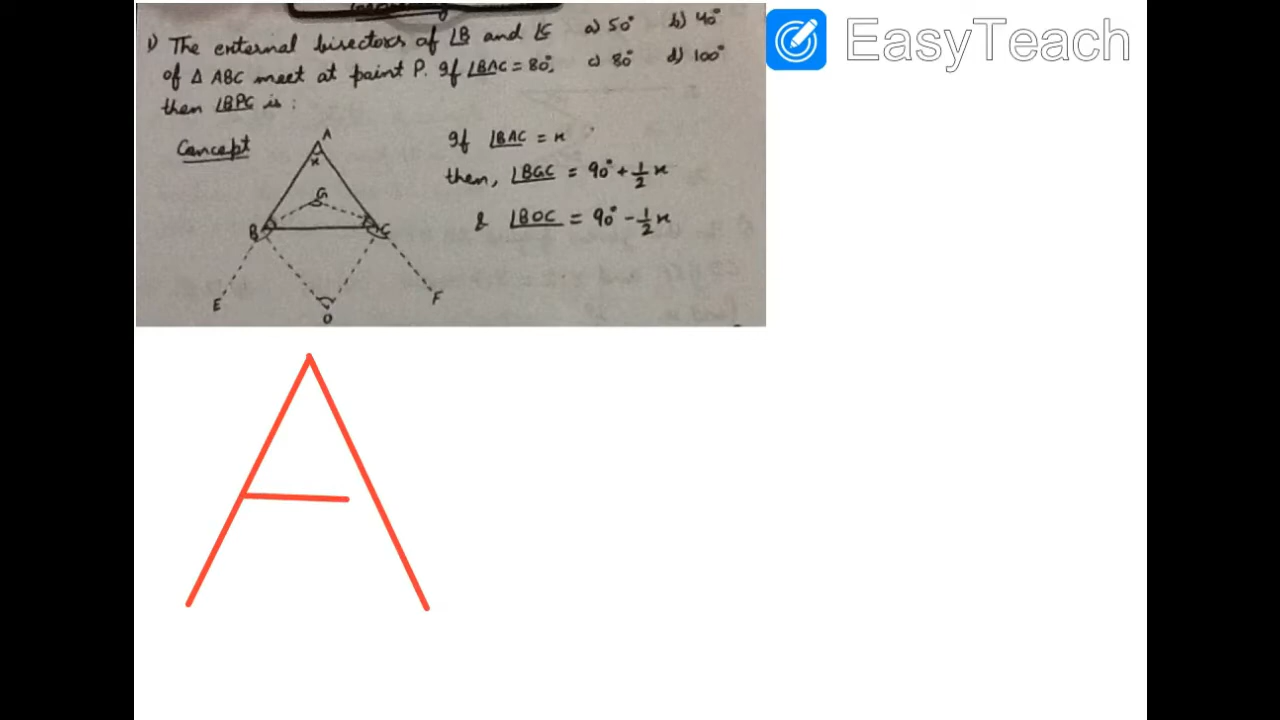 1) The external bisectors of ∠B and ∠C a) 50° b) 40°
of Δ ABC meet at point P. If ∠BAC = 80°, c) 80° d) 100°
then ∠BPC is :
EasyTeach
Concept
If ∠BAC = x
then, ∠BGC = 90° + 1/2 x
& ∠BOC = 90° - 1/2 x
A
x
G
B
C
E
F
O